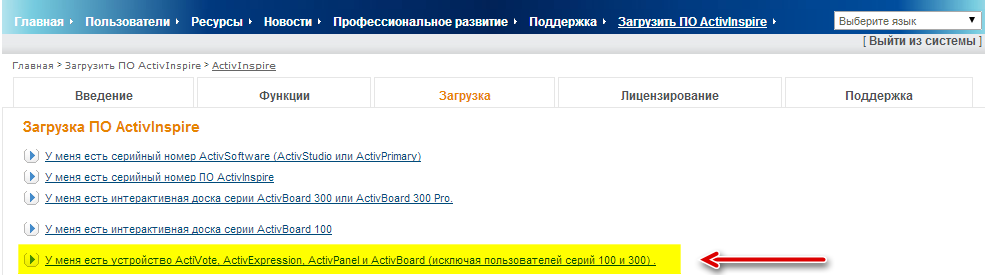 Главная Пользователи Ресурсы Новости Профессиональное развитие Поддержка Загрузить ПО ActivInspire Выберите язык
[ Выйти из системы ]
Главная > Загрузить ПО ActivInspire > ActivInspire
Введение Функции Загрузка Лицензирование Поддержка
Загрузка ПО ActivInspire
У меня есть серийный номер ActivSoftware (ActivStudio или ActivPrimary)
У меня есть серийный номер ПО ActivInspire
У меня есть интерактивная доска серии ActivBoard 300 или ActivBoard 300 Pro.
У меня есть интерактивная доска серии ActivBoard 100
У меня есть устройство ActiVote, ActivExpression, ActivPanel и ActivBoard (исключая пользователей серий 100 и 300) .